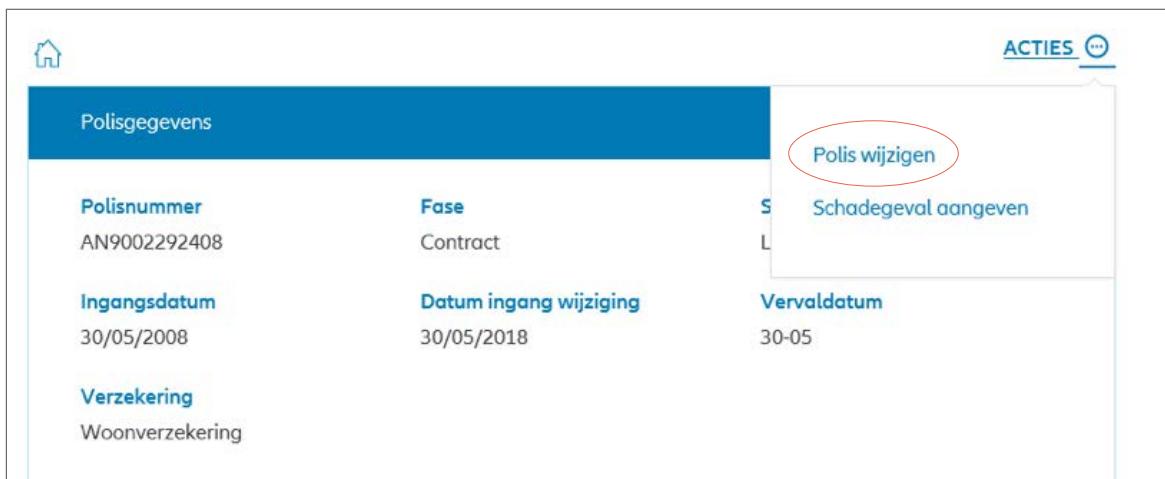 ACTIES
Polisgegevens
Polis wijzigen
Schadegeval aangeven
Polisnummer Fase S
AN9002292408 Contract L
Ingangsdatum Datum ingang wijziging Vervaldatum
30/05/2008 30/05/2018 30-05
Verzekering
Woonverzekering